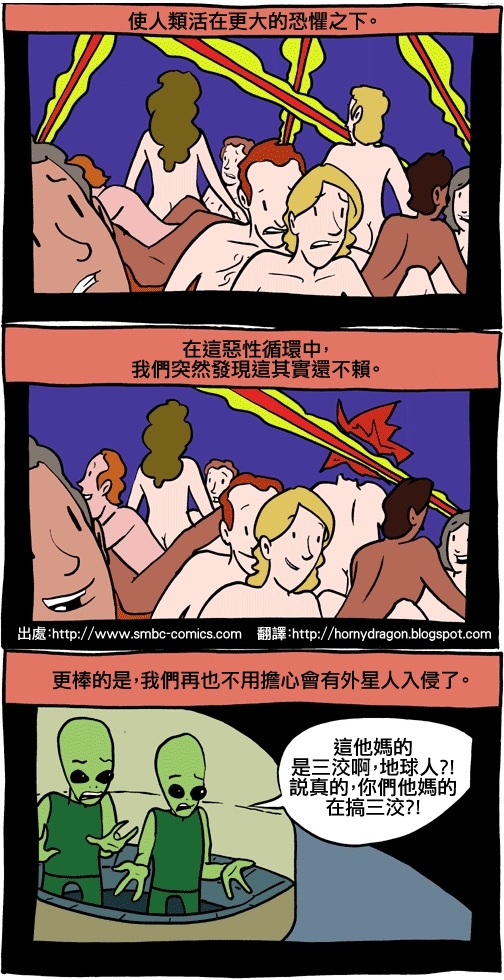 使人類活在更大的恐懼之下。
在這惡性循環中,
我們突然發現這其實還不賴。
出處:http://www.smbc-comics.com 翻譯:http://hornydragon.blogspot.com
更棒的是,我們再也不用擔心會有外星人入侵了。
這他媽的
是三洨啊,地球人?!
説真的,你們他媽的
在搞三洨?!